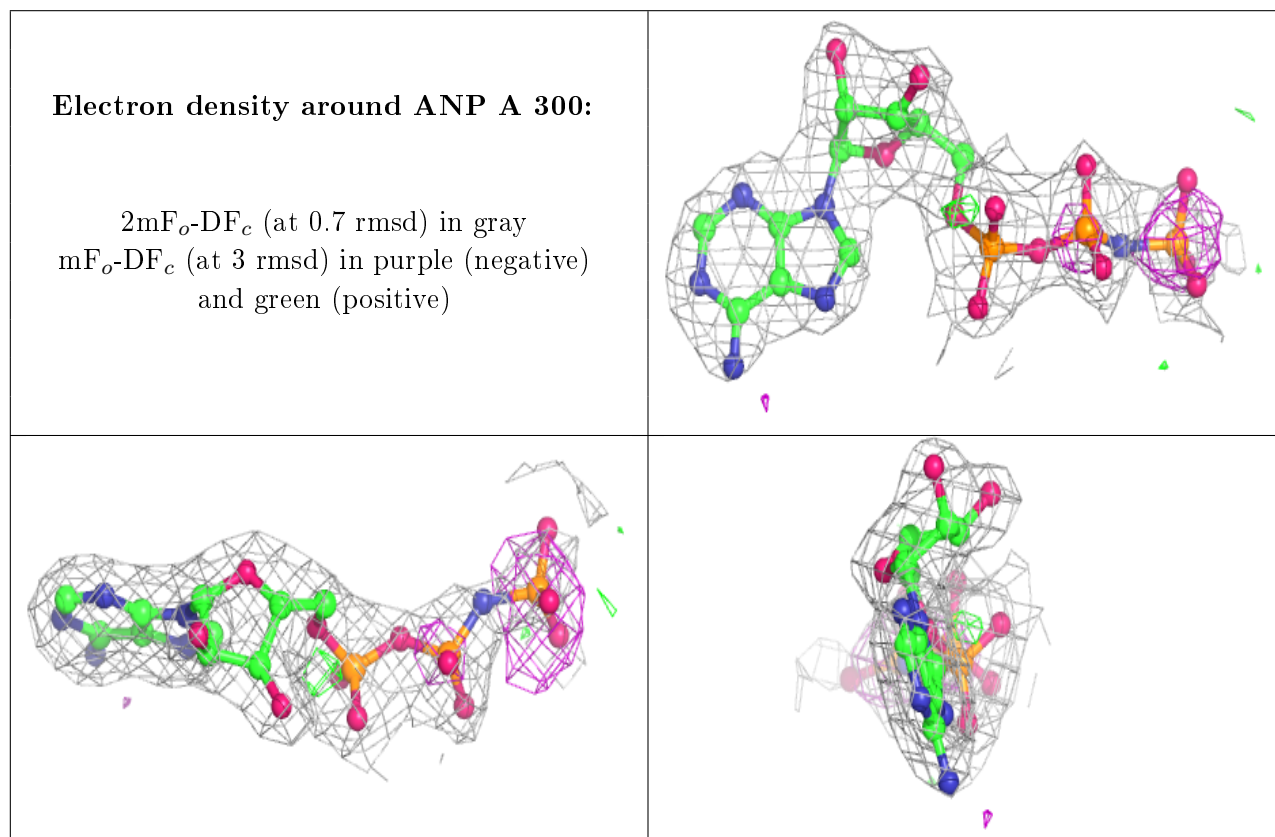 Electron density around ANP A 300:
2mFo-DFc (at 0.7 rmsd) in gray
mFo-DFc (at 3 rmsd) in purple (negative)
and green (positive)